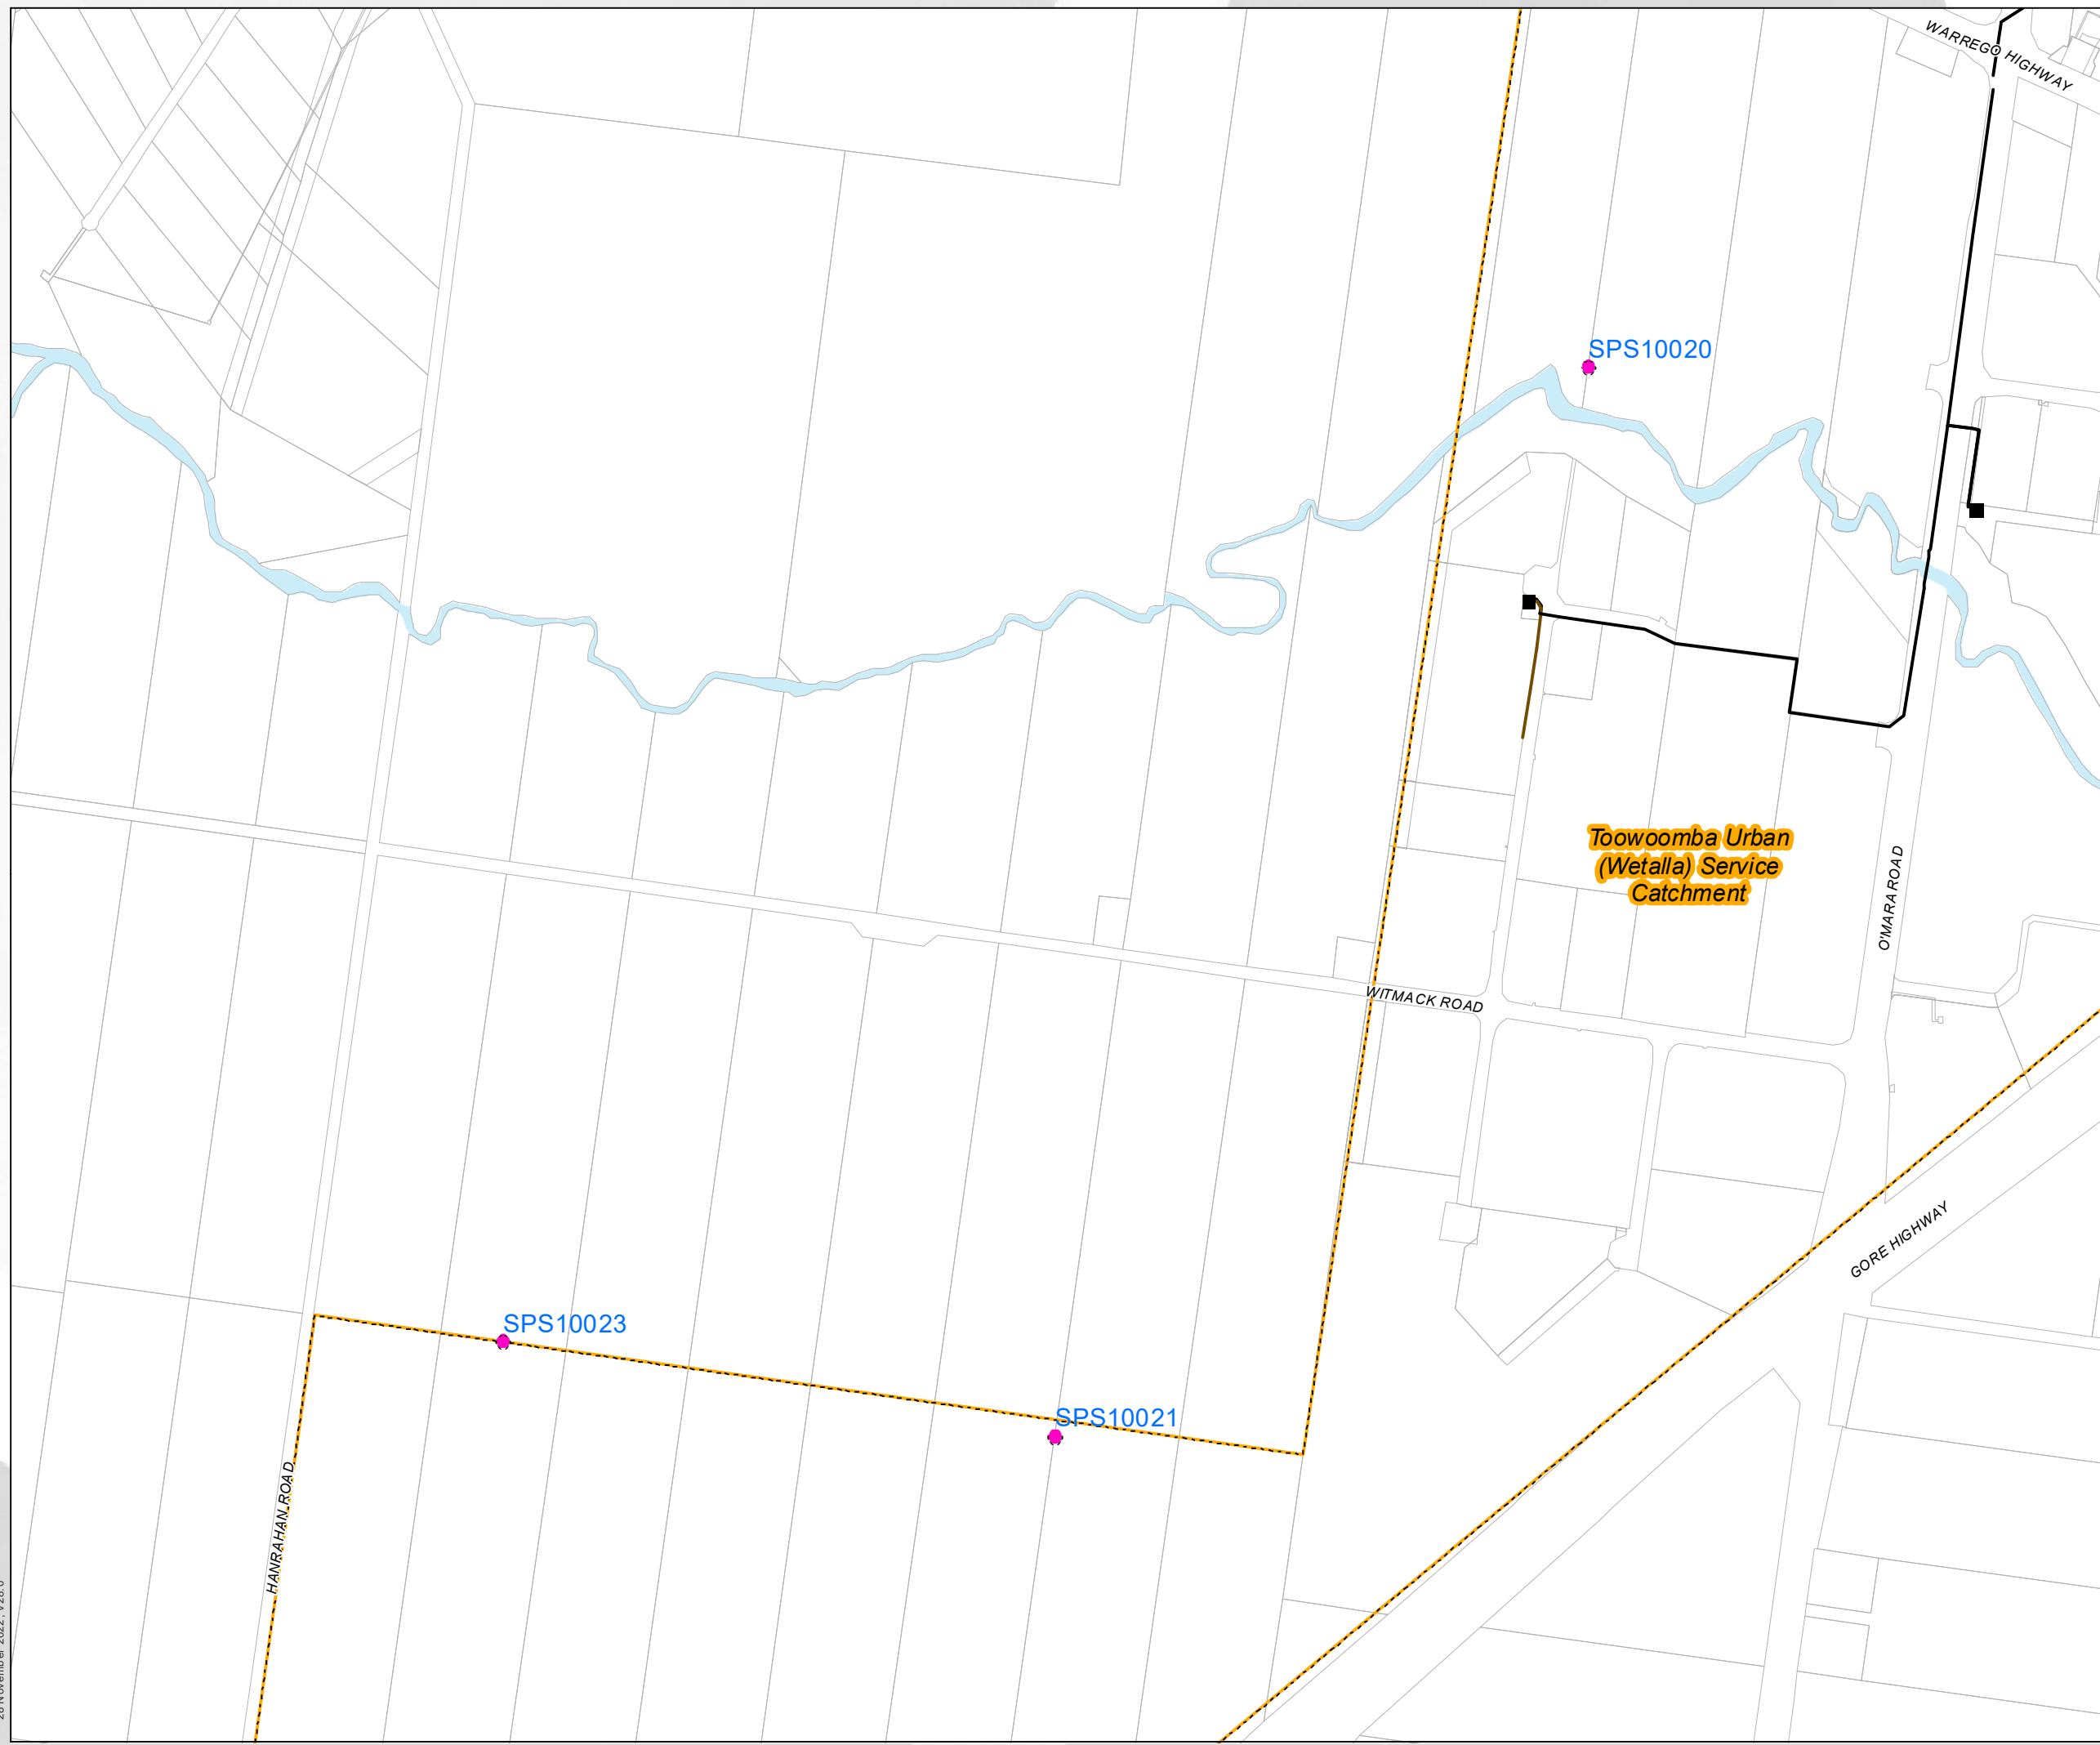 WARREGO HIGHWAY
SPS10020
Toowoomba Urban
(Wetalla) Service
Catchment
O'MARA ROAD
WITMACK ROAD
GORE HIGHWAY
SPS10023
SPS10021
HANRAHAN ROAD